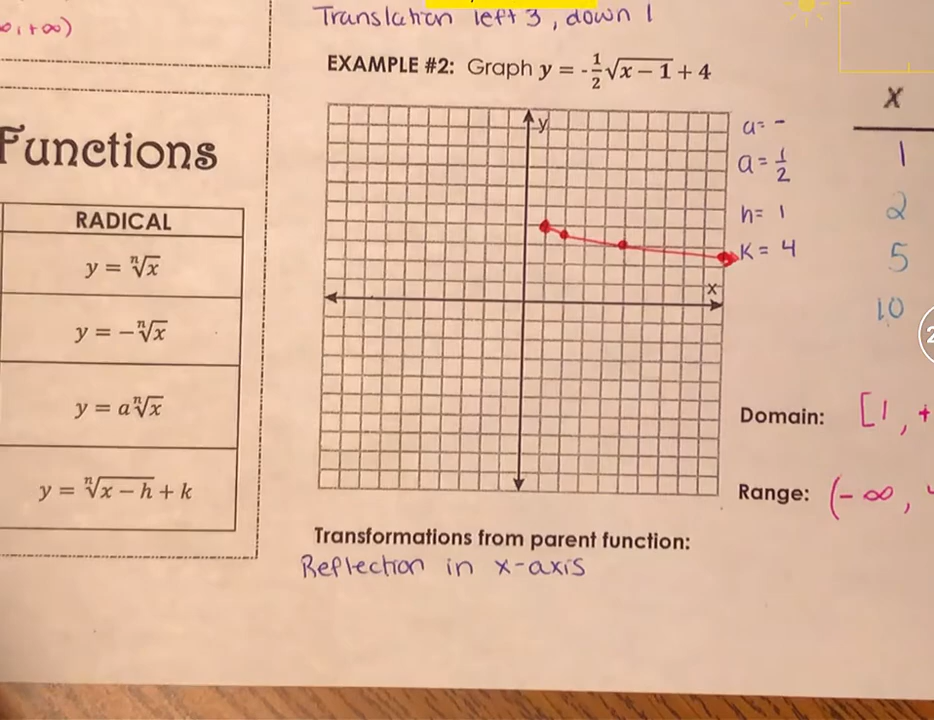 Translation left 3, down 1
∞, +∞)
EXAMPLE #2: Graph y = -1/2√x − 1 + 4
Functions
RADICAL
y = ⁿ√x
y = −ⁿ√x
y = aⁿ√x
y = ⁿ√x − h + k
y
x
a= -
a= 1/2
h= 1
K= 4
X
1
2
5
10
Domain: [1, +
Range: (-∞,
Transformations from parent function:
Reflection in x-axis